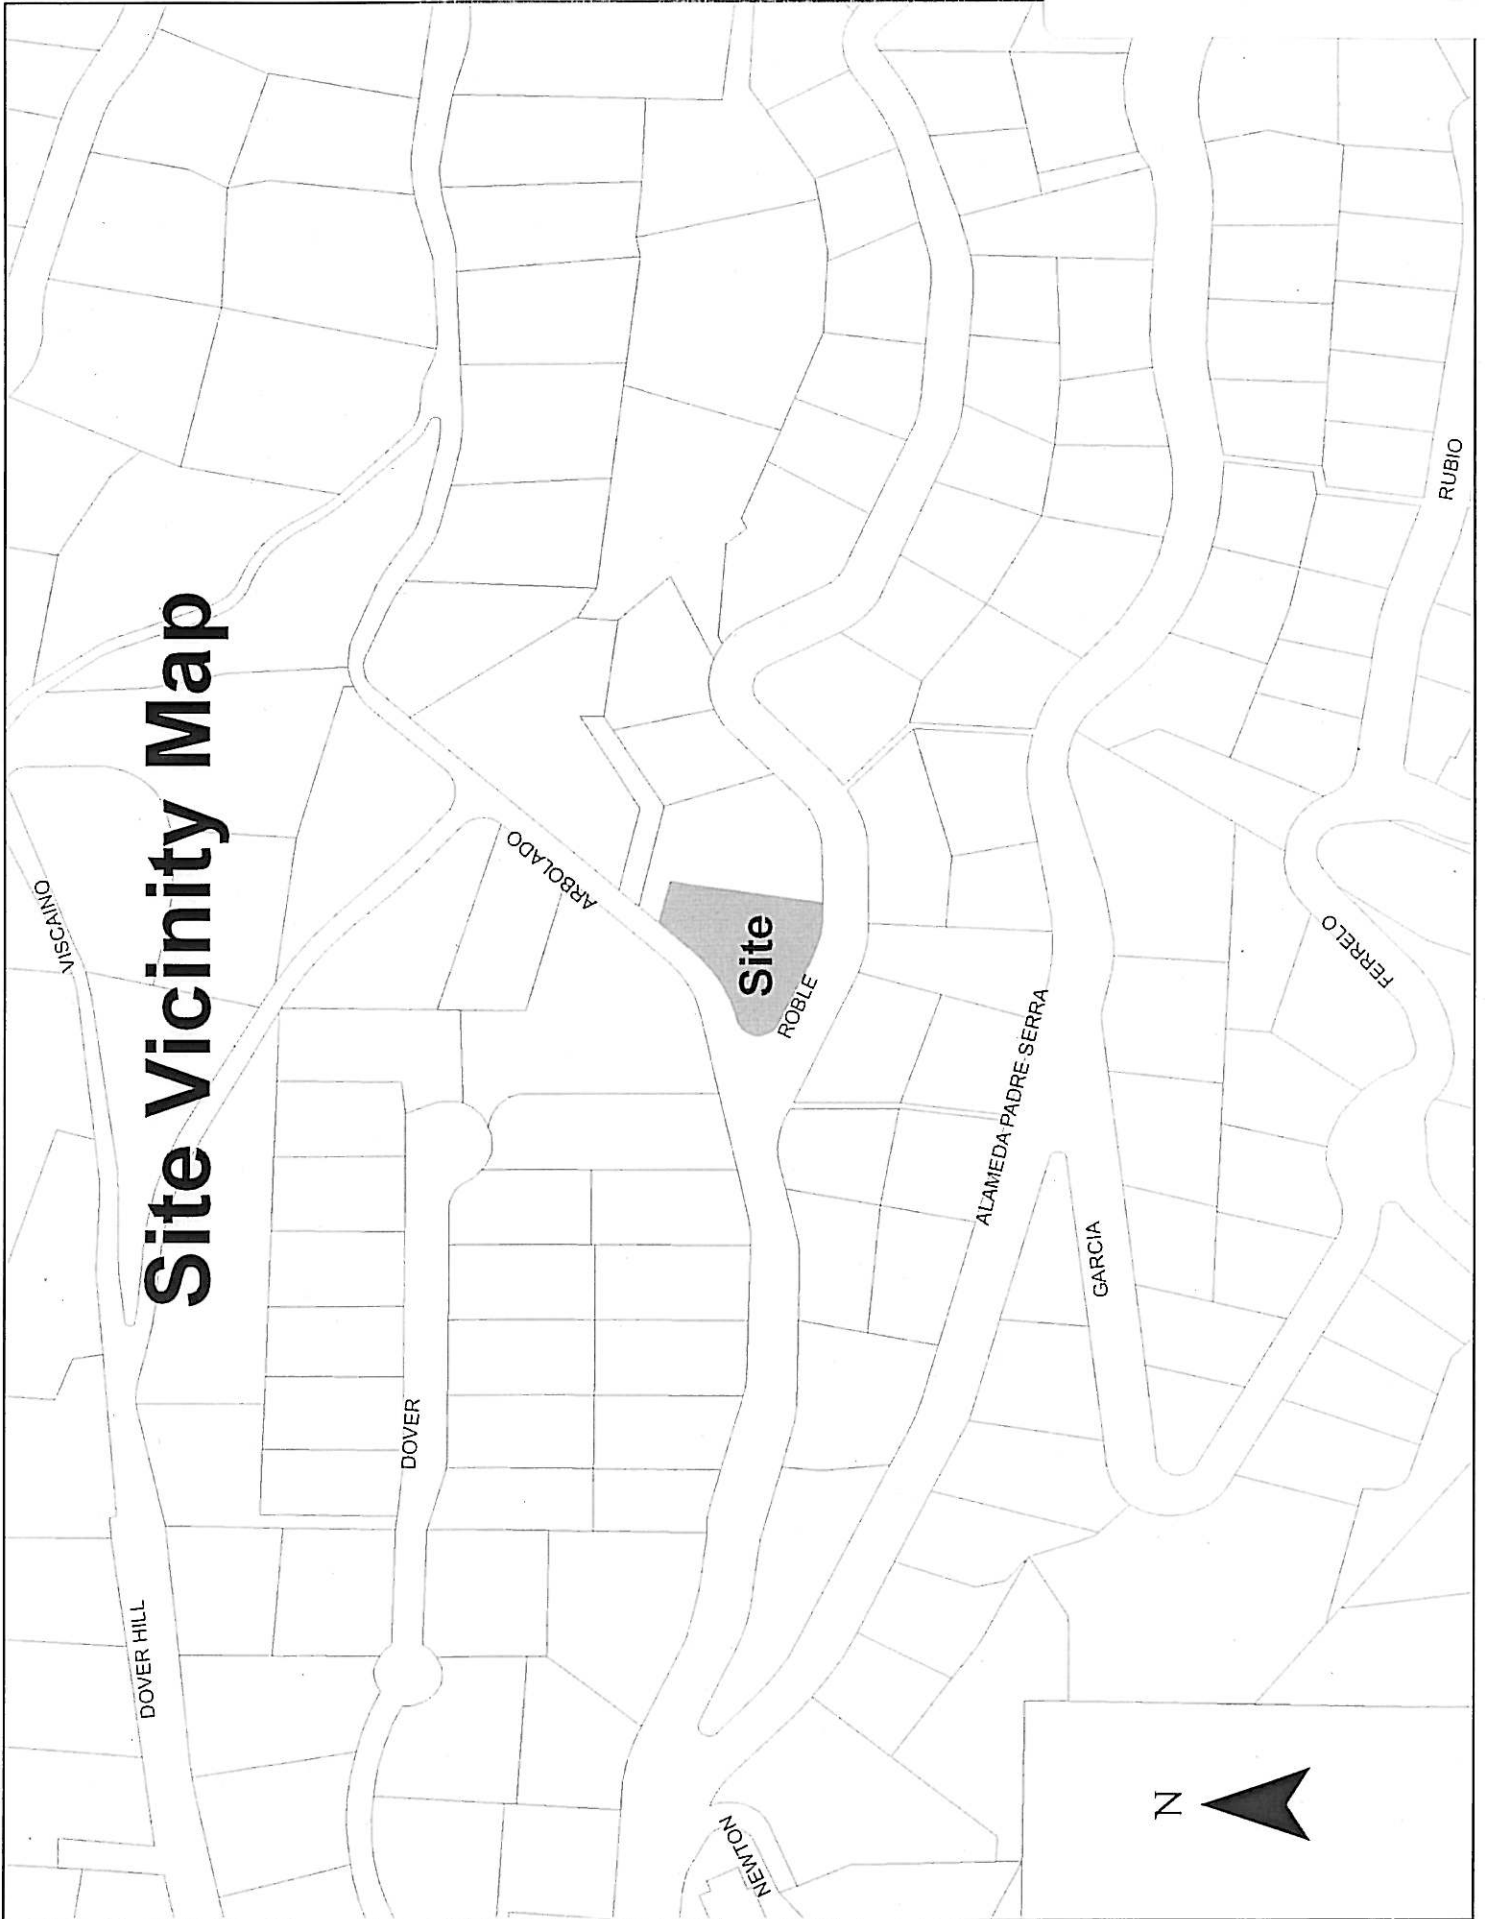 Site Vicinity Map
VISCAINO
ARBOLADO
Site
ROBLE
ALAMEDA PADRE SERRA
GARCIA
FERRELO
RUBIO
DOVER
DOVER HILL
NEWTON
N